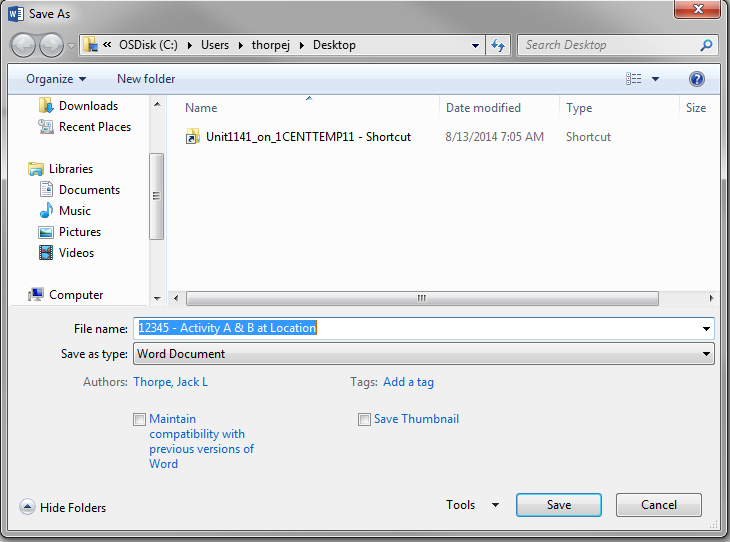 Save As
OSDisk (C:) Users thorpej Desktop Search Desktop
Organize New folder
Downloads
Recent Places
Libraries
Documents
Music
Pictures
Videos
Computer
Name Date modified Type Size
Unit1141_on_1CENTTEMP11 - Shortcut 8/13/2014 7:05 AM Shortcut
File name: 12345 - Activity A & B at Location
Save as type: Word Document
Authors: Thorpe, Jack L Tags: Add a tag
Maintain
compatibility with
previous versions of
Word
Save Thumbnail
Hide Folders Tools Save Cancel